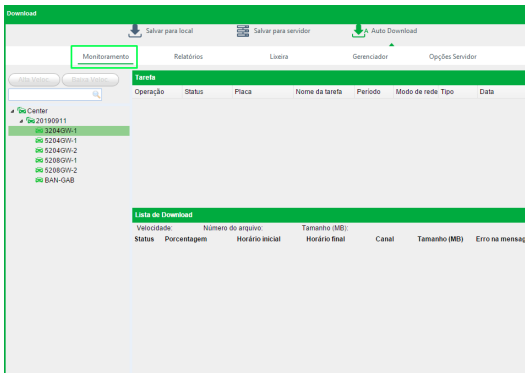 Download
Salvar para local Salvar para servidor A Auto Download
Monitoramento Relatórios Lixeira Gerenciador Opções Servidor
Tarefa
Operação Status Placa Nome da tarefa Período Modo de rede Tipo Data
Center
20190911
3204GW-1
5204GW-1
5204GW-2
5208GW-1
5208GW-2
BAN-GAB
Lista de Download
Velocidade: Número do arquivo: Tamanho (MB):
Status Porcentagem Horário inicial Horário final Canal Tamanho (MB) Erro na mensag